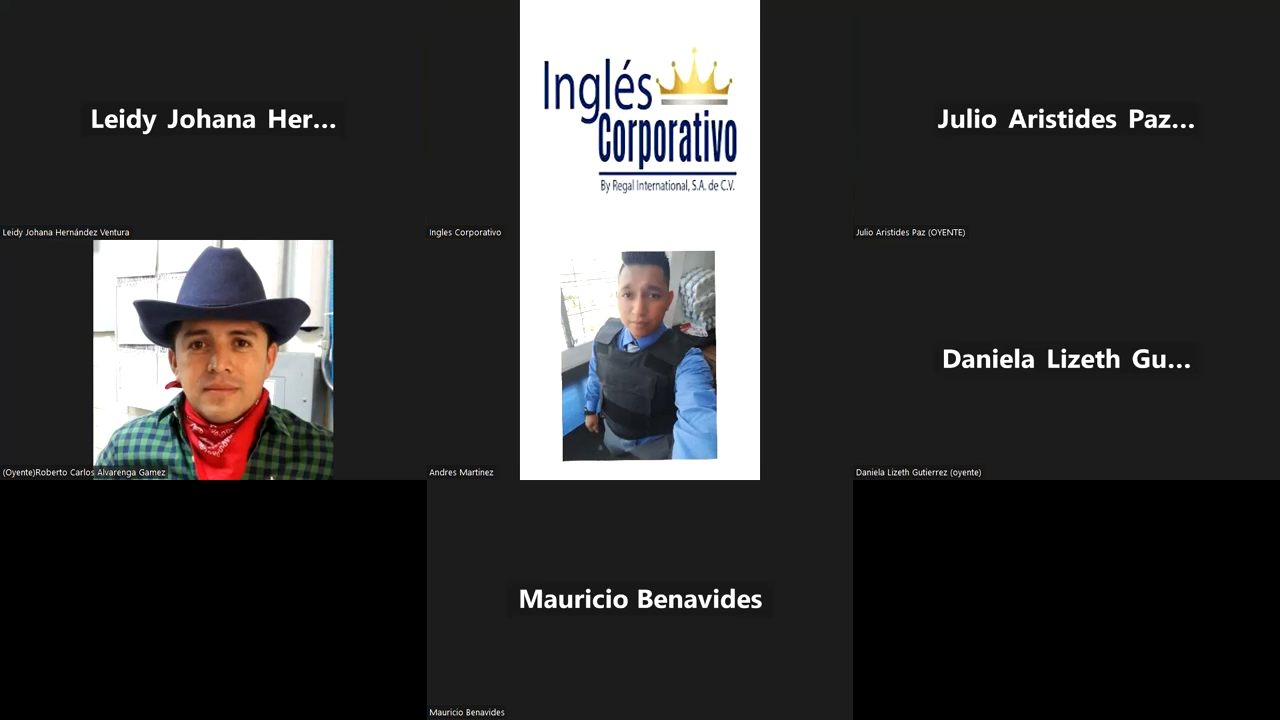 Leidy Johana Her...
Leidy Johana Hernández Ventura
Inglés
Corporativo
By Regal International, S.A. de C.V.
Ingles Corporativo
Julio Aristides Paz...
Julio Aristides Paz (OYENTE)
(Oyente)Roberto Carlos Alvarenga Gamez
Andres Martinez
Daniela Lizeth Gu...
Daniela Lizeth Gutierrez (oyente)
Mauricio Benavides
Mauricio Benavides